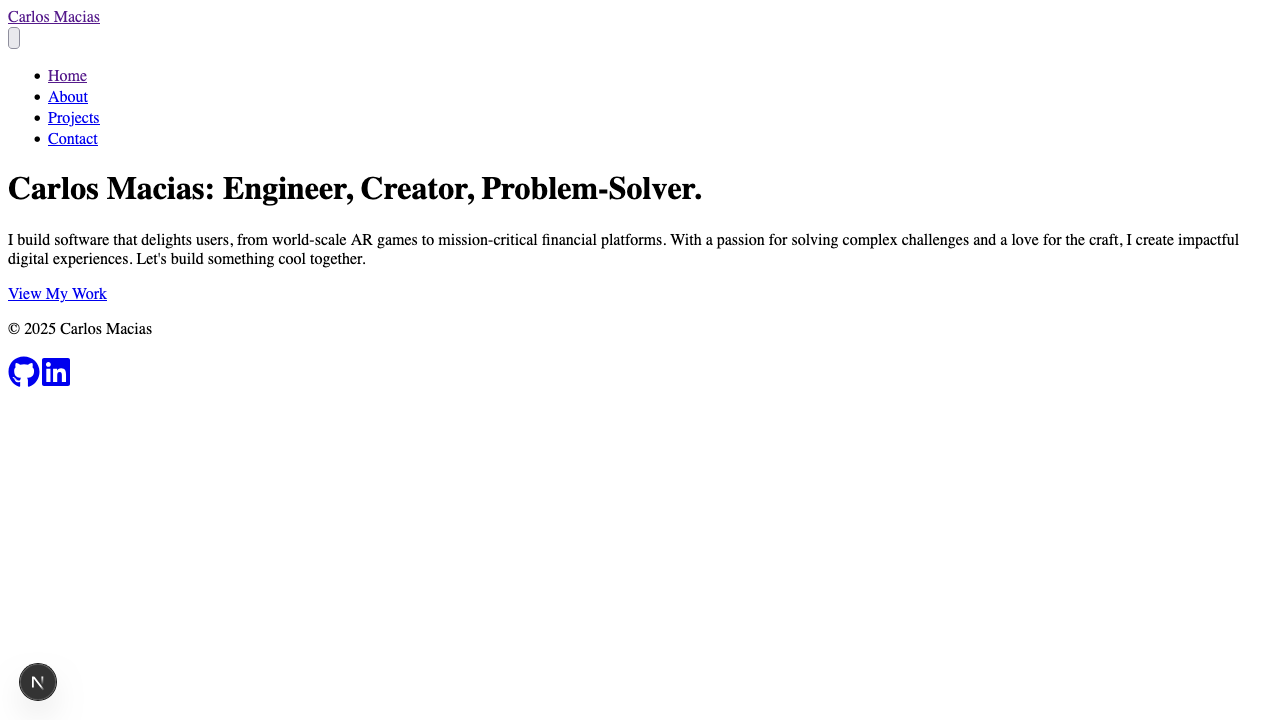 Carlos Macias
Home
About
Projects
Contact
Carlos Macias: Engineer, Creator, Problem-Solver.
I build software that delights users, from world-scale AR games to mission-critical financial platforms. With a passion for solving complex challenges and a love for the craft, I create impactful
digital experiences. Let's build something cool together.
View My Work
© 2025 Carlos Macias
in
N